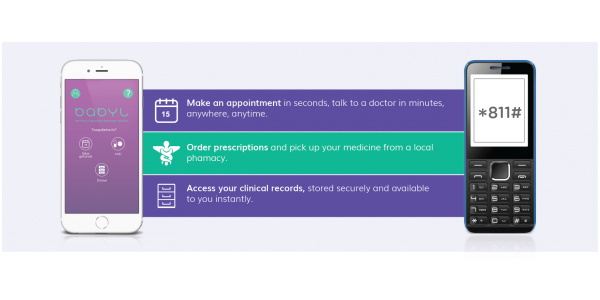 ?
babyl
15
Make an appointment in seconds, talk to a doctor in minutes,
anywhere, anytime.
Order prescriptions and pick up your medicine from a local
phamacy.
Access your clinical records, stored securely and available
to you instantly.
*811#